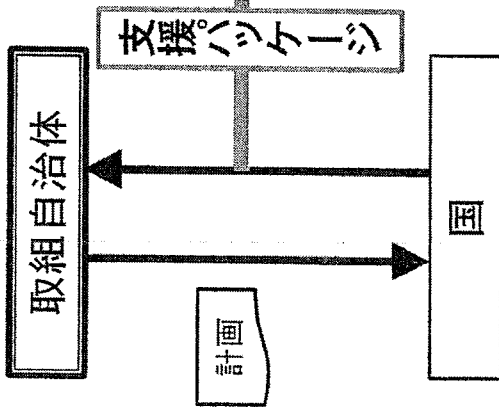 取組自治体
支援パッケージ
計画
国